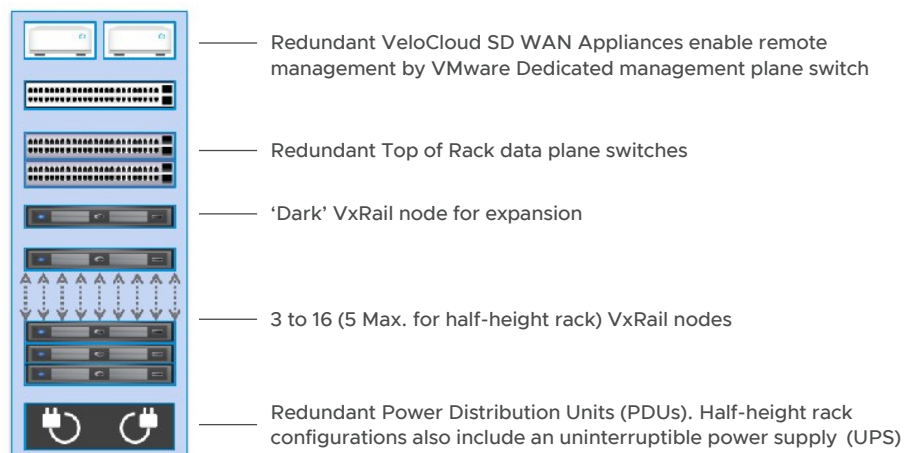 Redundant VeloCloud SD WAN Appliances enable remote
management by VMware Dedicated management plane switch
Redundant Top of Rack data plane switches
‘Dark’ VxRail node for expansion
3 to 16 (5 Max. for half-height rack) VxRail nodes
Redundant Power Distribution Units (PDUs). Half-height rack
configurations also include an uninterruptible power supply (UPS)